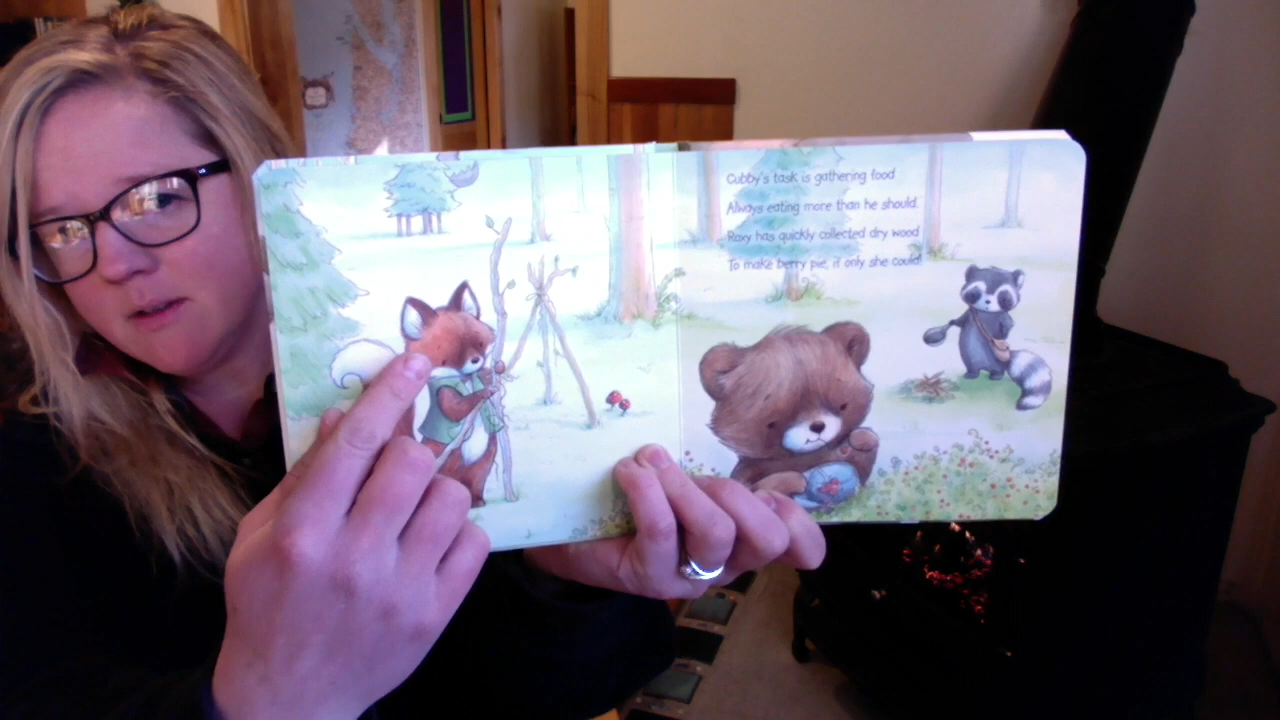 Cubby's task is gathering food
Always eating more than he should.
Roxy has quickly collected dry wood
To make berry pie, if only she could!